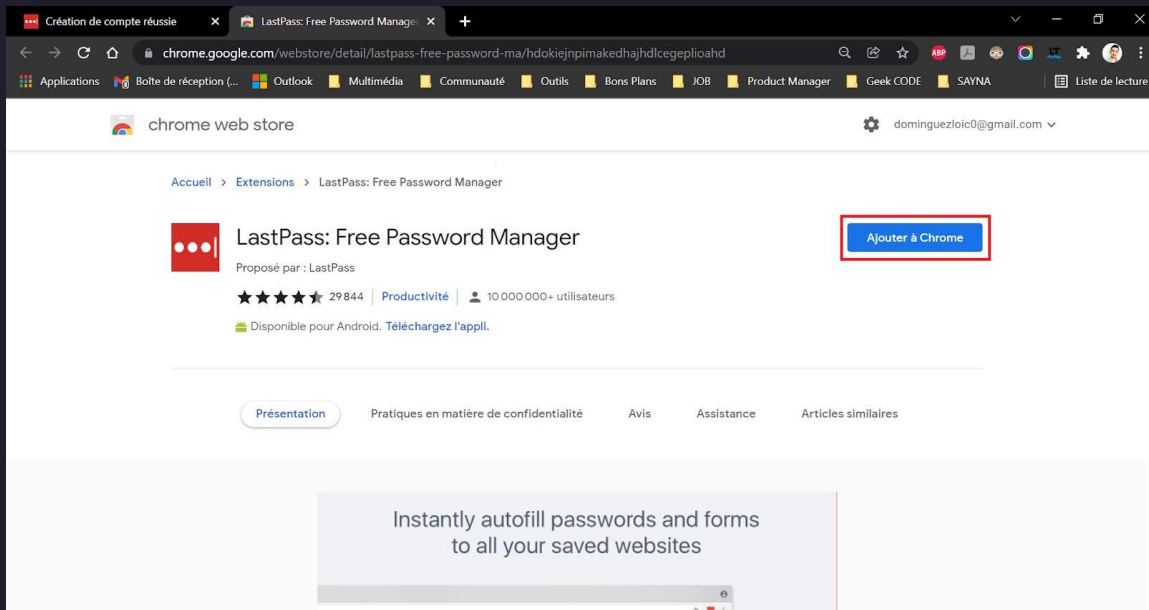 Création de compte réussie
LastPass: Free Password Manager
chrome.google.com/webstore/detail/lastpass-free-password-ma/hdokiejnpimakedhajhdlcegeplioahd
ABP
Applications Boîte de réception (... Outlook Multimédia Communauté Outils Bons Plans JOB Product Manager Geek CODE SAYNA Liste de lecture
chrome web store
dominguezloic0@gmail.com
Accueil > Extensions > LastPass: Free Password Manager
LastPass: Free Password Manager
Ajouter à Chrome
Proposé par : LastPass
29 844 | Productivité | 10 000 000+ utilisateurs
Disponible pour Android. Téléchargez l'appli.
Présentation Pratiques en matière de confidentialité Avis Assistance Articles similaires
Instantly autofill passwords and forms
to all your saved websites